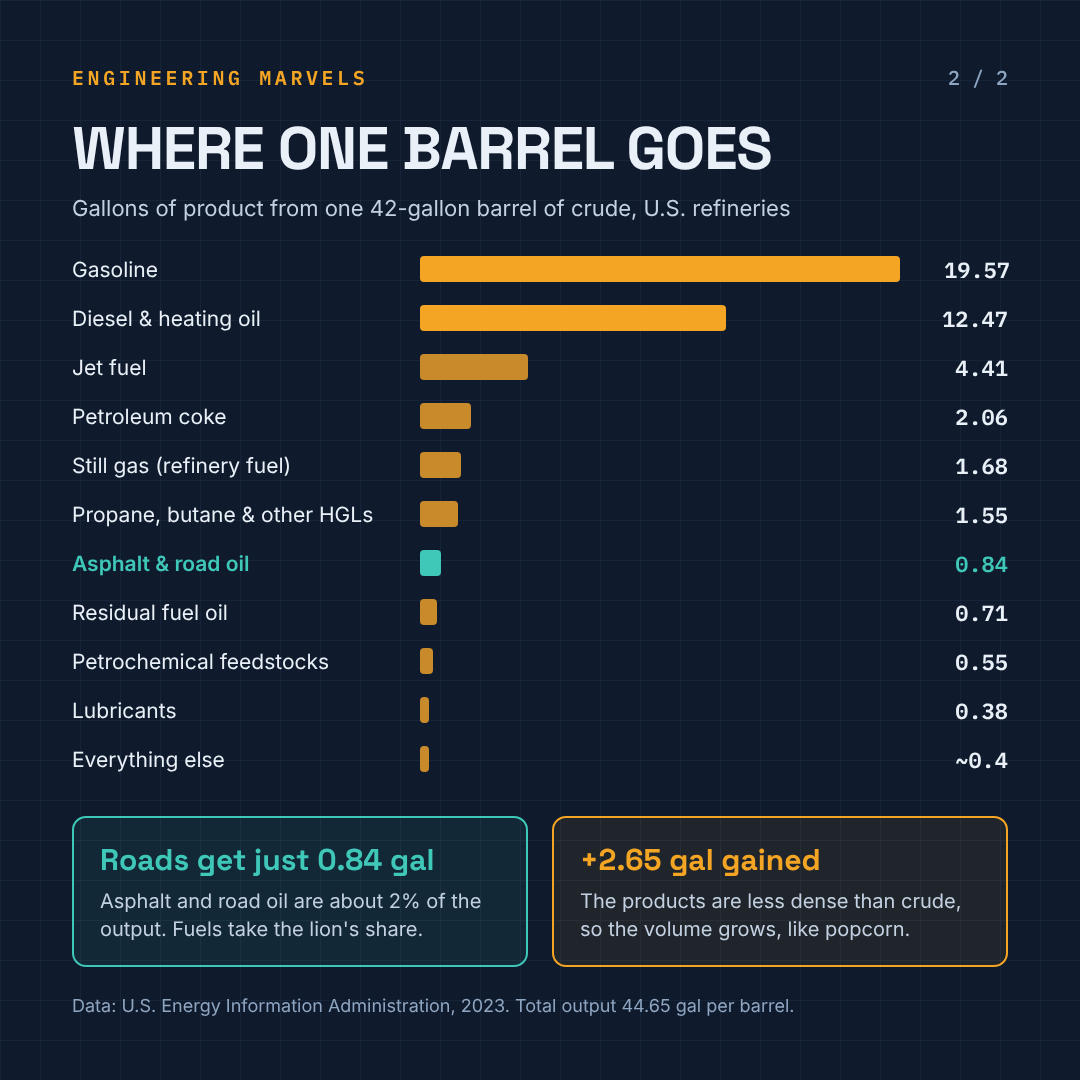 ENGINEERING MARVELS
2 / 2
WHERE ONE BARREL GOES
Gallons of product from one 42-gallon barrel of crude, U.S. refineries
Gasoline 19.57
Diesel & heating oil 12.47
Jet fuel 4.41
Petroleum coke 2.06
Still gas (refinery fuel) 1.68
Propane, butane & other HGLs 1.55
Asphalt & road oil 0.84
Residual fuel oil 0.71
Petrochemical feedstocks 0.55
Lubricants 0.38
Everything else ~0.4
Roads get just 0.84 gal
Asphalt and road oil are about 2% of the
output. Fuels take the lion's share.
+2.65 gal gained
The products are less dense than crude,
so the volume grows, like popcorn.
Data: U.S. Energy Information Administration, 2023. Total output 44.65 gal per barrel.